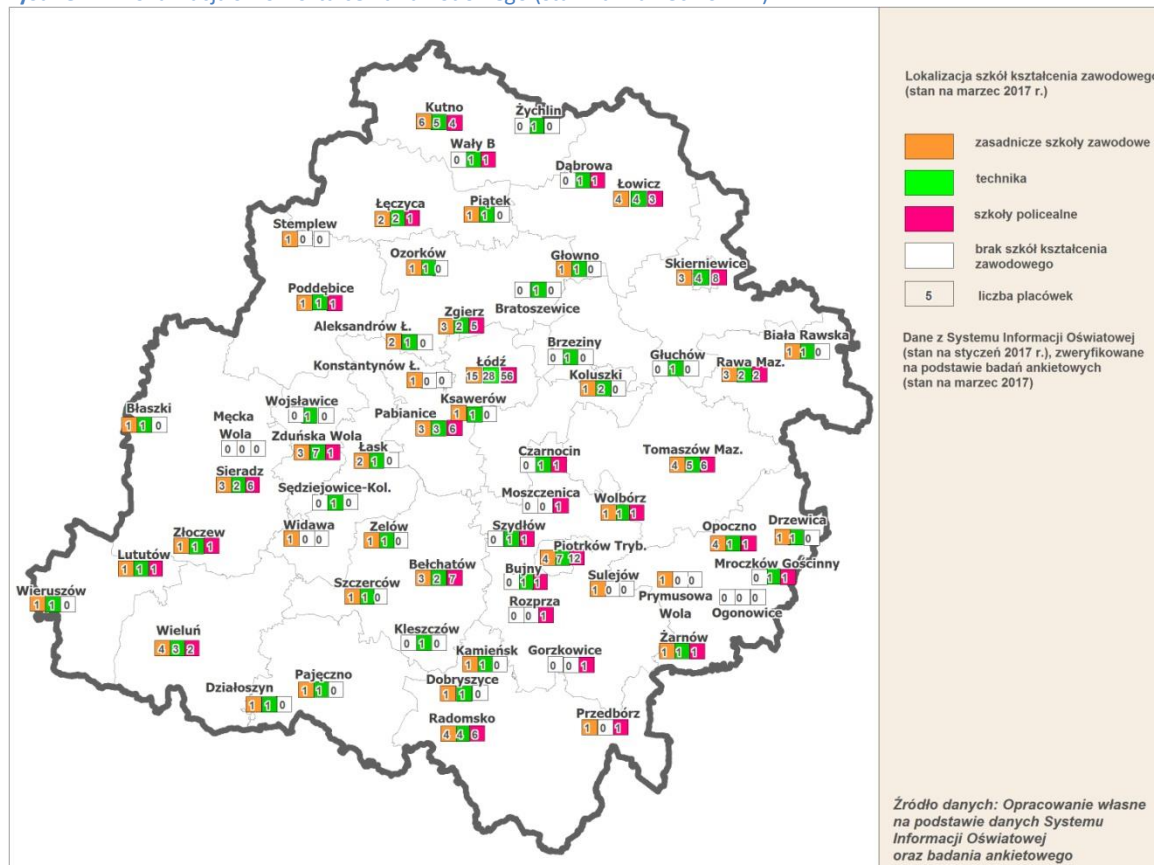 Kutno
6 5 4
Żychlin
0 1 0
Wały B
0 1 1
Dąbrowa
0 1 1
Łowicz
4 4 3
Łęczyca
2 2 1
Piątek
1 1 0
Stemplew
1 0 0
Ozorków
1 1 0
Głowno
1 1 0
Skierniewice
3 4 8
Poddębice
1 1 1
0 1 0
Bratoszewice
Zgierz
3 2 5
Aleksandrów Ł.
2 1 0
Brzeziny
0 1 0
Biała Rawska
1 1 0
Głuchów
0 1 0
Rawa Maz.
3 2 2
Konstantynów Ł.
1 0 0
Łódź
15 28 56
Koluszki
1 2 0
Ksawerów
1 1 0
Pabianice
3 3 6
Błaszki
1 1 0
Wojsławice
0 1 0
Męcka
Wola
0 0 0
Zduńska Wola
3 7 1
Łask
2 1 0
Sieradz
3 2 6
Czarnocin
0 1 1
Tomaszów Maz.
4 5 6
Sędziejowice-Kol.
0 1 0
Moszczenica
0 0 1
Wolbórz
1 1 1
Widawa
1 0 0
Zelów
1 1 0
Szydłów
0 1 1
Opoczno
4 1 1
Drzewica
1 1 0
Złoczew
1 1 1
Lututów
1 1 1
Piotrków Tryb.
4 7 12
Bełchatów
3 2 7
Bujny
0 1 1
Sulejów
1 0 0
1 0 0
Prymusowa
Wola
Mroczków Gościnny
0 1 1
0 0 0
Ogonowice
Wieruszów
1 1 0
Szczerców
1 1 0
Rozprza
0 0 1
Kleszczów
0 1 0
Wieluń
4 3 2
Kamieńsk
1 1 0
Gorzkowice
0 0 1
Żarnów
1 1 1
Pajęczno
1 1 0
Działoszyn
1 1 0
Dobryszyce
1 1 0
Radomsko
4 4 6
Przedbórz
1 0 1
Lokalizacja szkół kształcenia zawodowego
(stan na marzec 2017 r.)
zasadnicze szkoły zawodowe
technika
szkoły policealne
brak szkół kształcenia
zawodowego
5 liczba placówek
Dane z Systemu Informacji Oświatowej
(stan na styczeń 2017 r.), zweryfikowane
na podstawie badań ankietowych
(stan na marzec 2017)
Źródło danych: Opracowanie własne
na podstawie danych Systemu
Informacji Oświatowej
oraz badania ankietowego